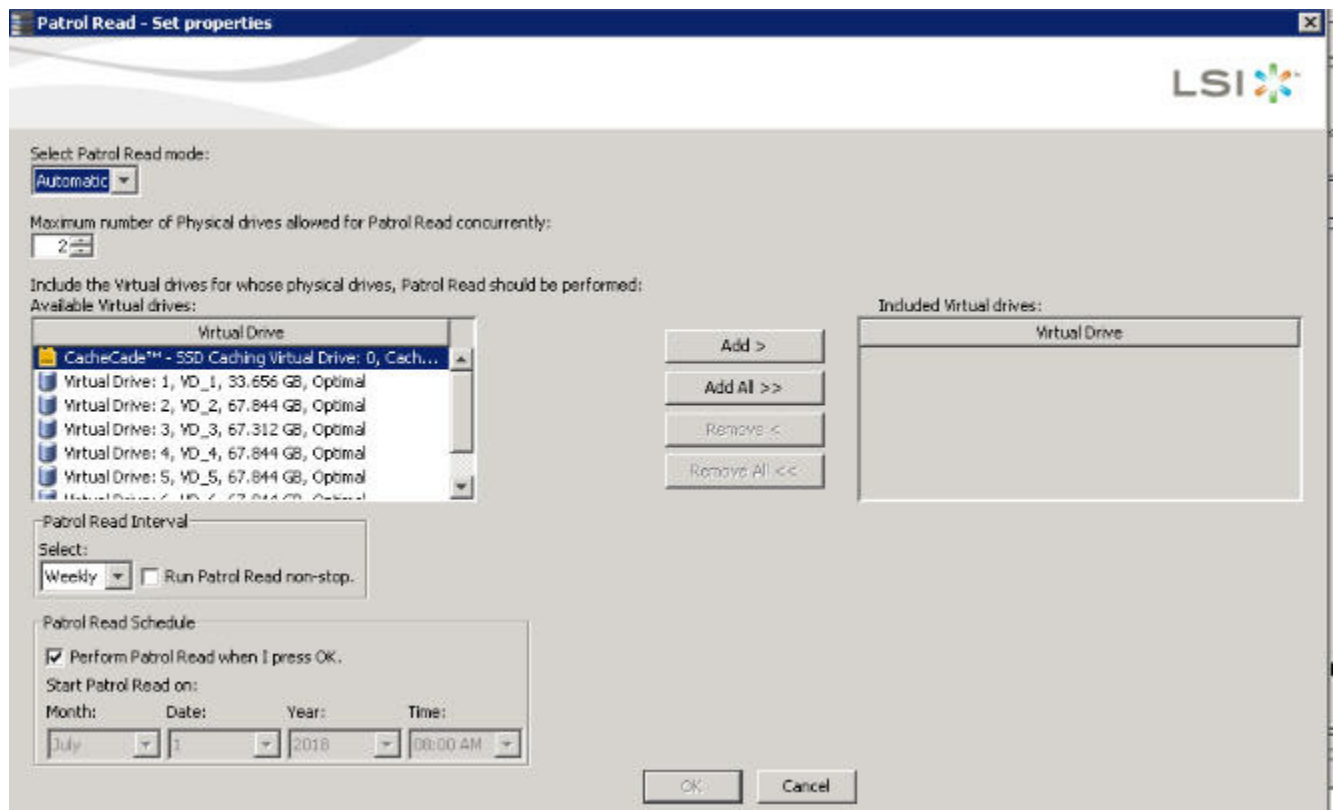 Patrol Read - Set properties
LSI
Select Patrol Read mode:
Automatic
Maximum number of Physical drives allowed for Patrol Read concurrently:
2
Include the Virtual drives for whose physical drives, Patrol Read should be performed:
Available Virtual drives:
Included Virtual drives:
Virtual Drive
Virtual Drive
CacheCade™ - SSD Caching Virtual Drive: 0, Cach...
Virtual Drive: 1, VD_1, 33.656 GB, Optimal
Virtual Drive: 2, VD_2, 67.844 GB, Optimal
Virtual Drive: 3, VD_3, 67.312 GB, Optimal
Virtual Drive: 4, VD_4, 67.844 GB, Optimal
Virtual Drive: 5, VD_5, 67.844 GB, Optimal
Add >
Add All >>
Remove <
Remove All <<
Patrol Read Interval
Select:
Weekly Run Patrol Read non-stop.
Patrol Read Schedule
Perform Patrol Read when I press OK.
Start Patrol Read on:
Month: Date: Year: Time:
July 1 2018 08:00 AM
OK Cancel